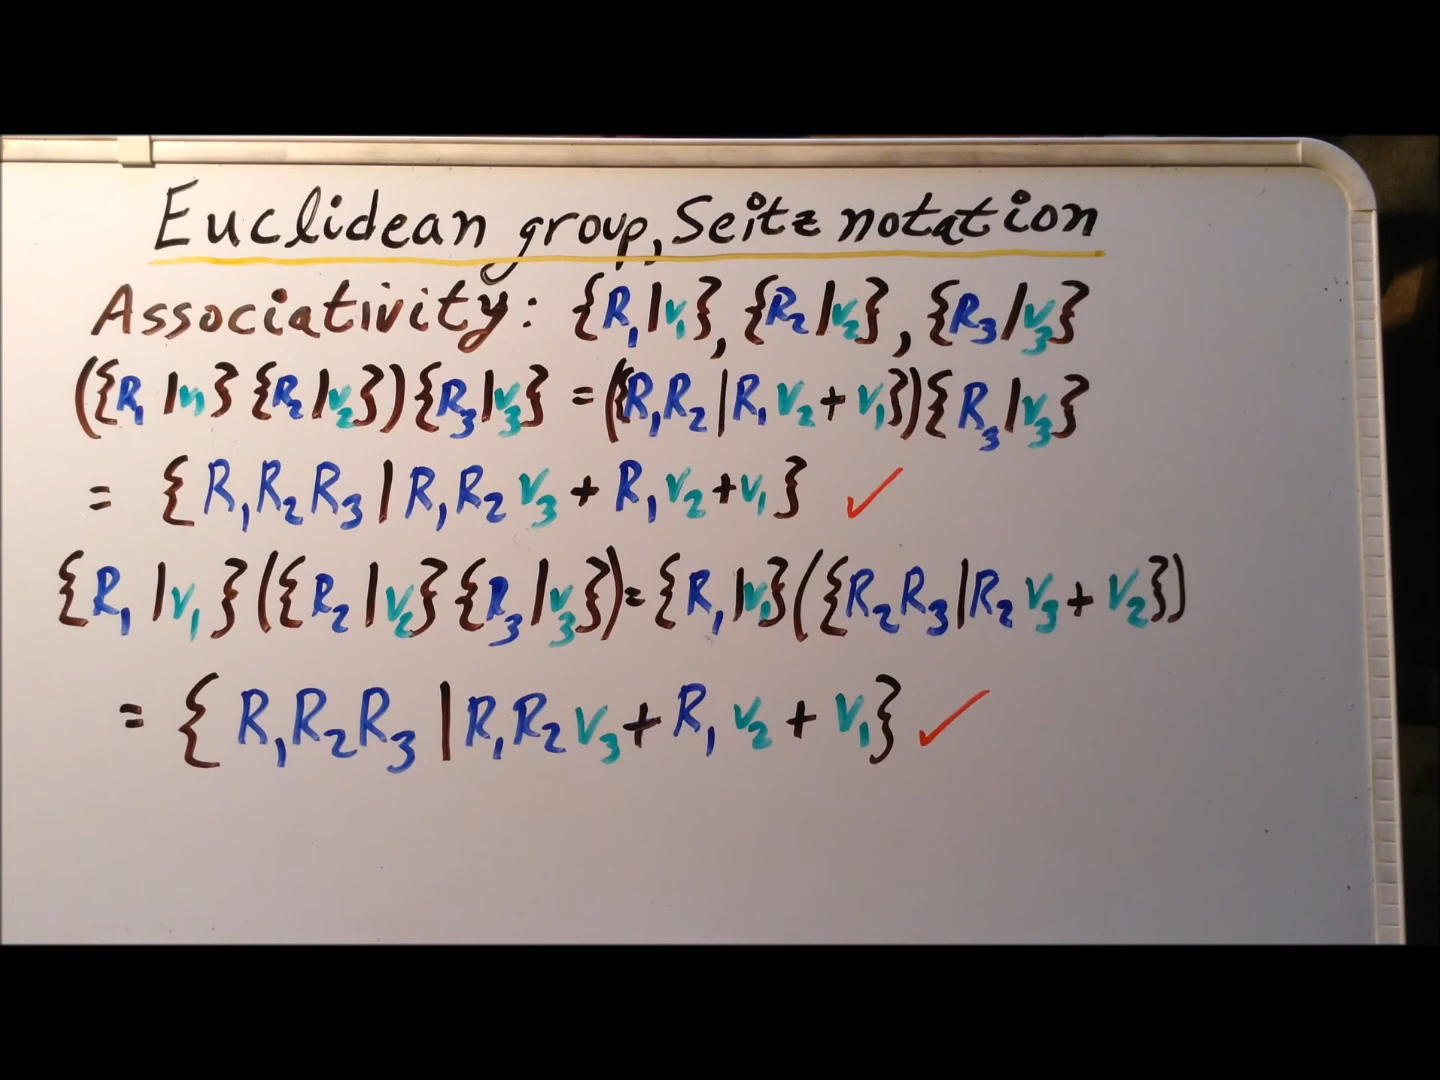 Euclidean group, Seitz notation
Associativity: {R₁|v₁}, {R₂|v₂}, {R₃|v₃}
({R₁|v₁}{R₂|v₂}){R₃|v₃} = ({R₁R₂|R₁v₂+v₁}){R₃|v₃}
= {R₁R₂R₃|R₁R₂v₃+R₁v₂+v₁} ✓
{R₁|v₁}({R₂|v₂}{R₃|v₃}) = {R₁|v₁}({R₂R₃|R₂v₃+v₂})
= {R₁R₂R₃|R₁R₂v₃+R₁v₂+v₁} ✓